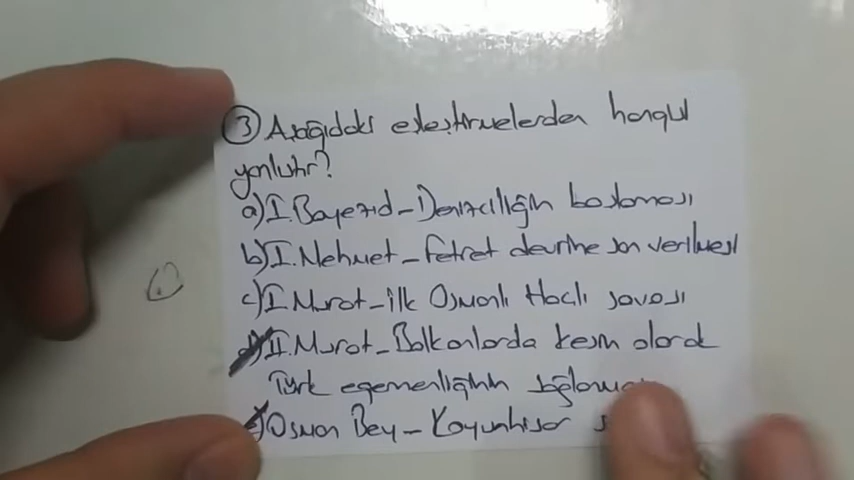 ③ Aşağıdaki eşleştirmelerden hangisi
yanlıştır?
a) I. Bayezid - Denizciliğin başlaması
b) I. Mehmet - Fetret devrine son verilmesi
c) I. Murat - ilk Osmanlı Haçlı savaşı
d) II. Murat - Balkanlarda kesin olarak
Türk egemenliğinin
e) Osman Bey - Koyunhisar